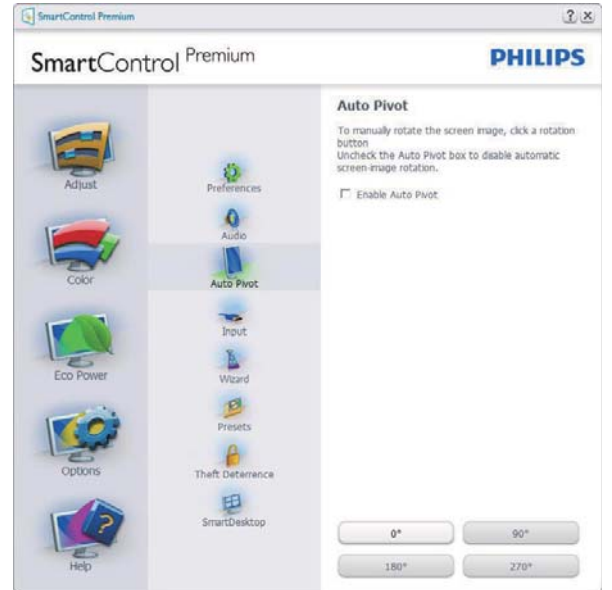 SmartControl Premium
SmartControl Premium
PHILIPS
Adjust
Color
Eco Power
Options
Help
Preferences
Audio
Auto Pivot
Input
Wizard
Presets
Theft Deterrence
SmartDesktop
Auto Pivot
To manually rotate the screen image, click a rotation
button
Uncheck the Auto Pivot box to disable automatic
screen-image rotation.
Enable Auto Pivot
0°
90°
180°
270°